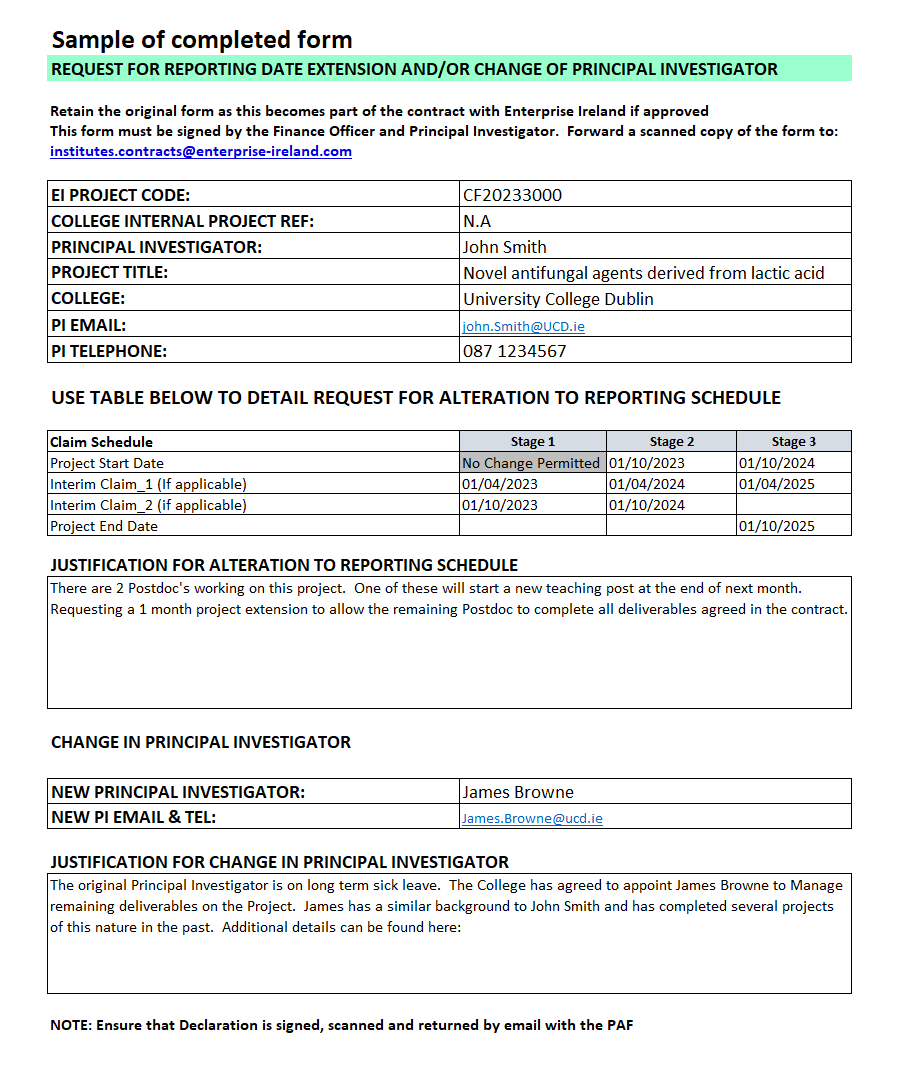 Sample of completed form
REQUEST FOR REPORTING DATE EXTENSION AND/OR CHANGE OF PRINCIPAL INVESTIGATOR
Retain the original form as this becomes part of the contract with Enterprise Ireland if approved
This form must be signed by the Finance Officer and Principal Investigator.  Forward a scanned copy of the form to:
institutes.contracts@enterprise-ireland.com
EI PROJECT CODE: CF20233000
COLLEGE INTERNAL PROJECT REF: N.A
PRINCIPAL INVESTIGATOR: John Smith
PROJECT TITLE: Novel antifungal agents derived from lactic acid
COLLEGE: University College Dublin
PI EMAIL: john.Smith@UCD.ie
PI TELEPHONE: 087 1234567
USE TABLE BELOW TO DETAIL REQUEST FOR ALTERATION TO REPORTING SCHEDULE
Claim Schedule Stage 1 Stage 2 Stage 3
Project Start Date No Change Permitted 01/10/2023 01/10/2024
Interim Claim_1 (If applicable) 01/04/2023 01/04/2024 01/04/2025
Interim Claim_2 (if applicable) 01/10/2023 01/10/2024
Project End Date 01/10/2025
JUSTIFICATION FOR ALTERATION TO REPORTING SCHEDULE
There are 2 Postdoc's working on this project.  One of these will start a new teaching post at the end of next month.
Requesting a 1 month project extension to allow the remaining Postdoc to complete all deliverables agreed in the contract.
CHANGE IN PRINCIPAL INVESTIGATOR
NEW PRINCIPAL INVESTIGATOR: James Browne
NEW PI EMAIL & TEL: James.Browne@ucd.ie
JUSTIFICATION FOR CHANGE IN PRINCIPAL INVESTIGATOR
The original Principal Investigator is on long term sick leave.  The College has agreed to appoint James Browne to Manage
remaining deliverables on the Project.  James has a similar background to John Smith and has completed several projects
of this nature in the past.  Additional details can be found here:
NOTE: Ensure that Declaration is signed, scanned and returned by email with the PAF